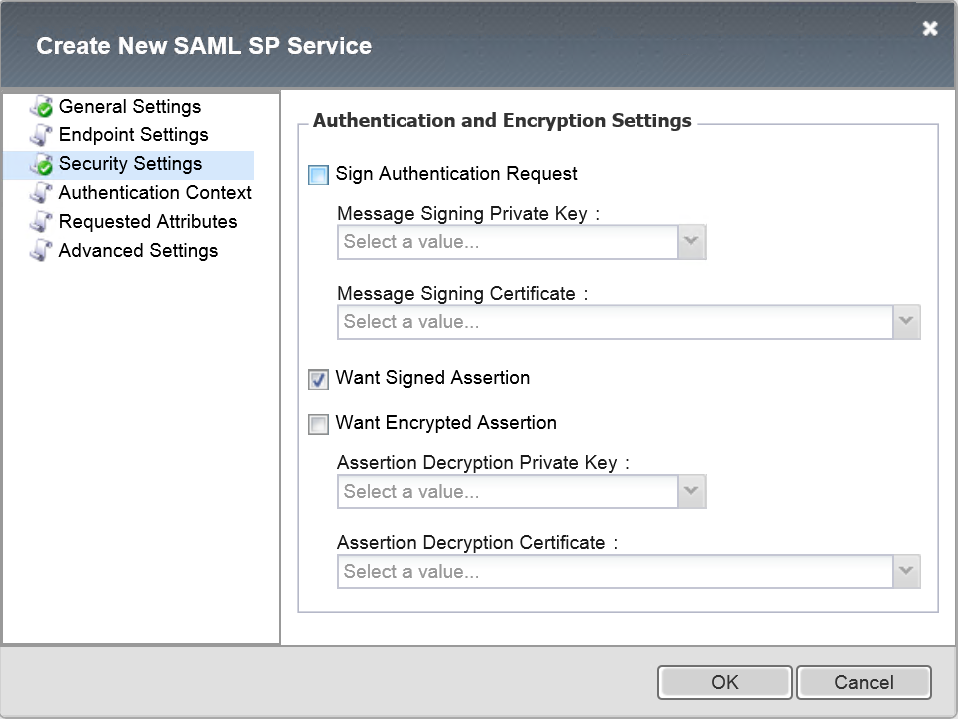 Create New SAML SP Service
General Settings
Endpoint Settings
Security Settings
Authentication Context
Requested Attributes
Advanced Settings
Authentication and Encryption Settings
Sign Authentication Request
Message Signing Private Key :
Select a value...
Message Signing Certificate :
Select a value...
Want Signed Assertion
Want Encrypted Assertion
Assertion Decryption Private Key :
Select a value...
Assertion Decryption Certificate :
Select a value...
OK
Cancel